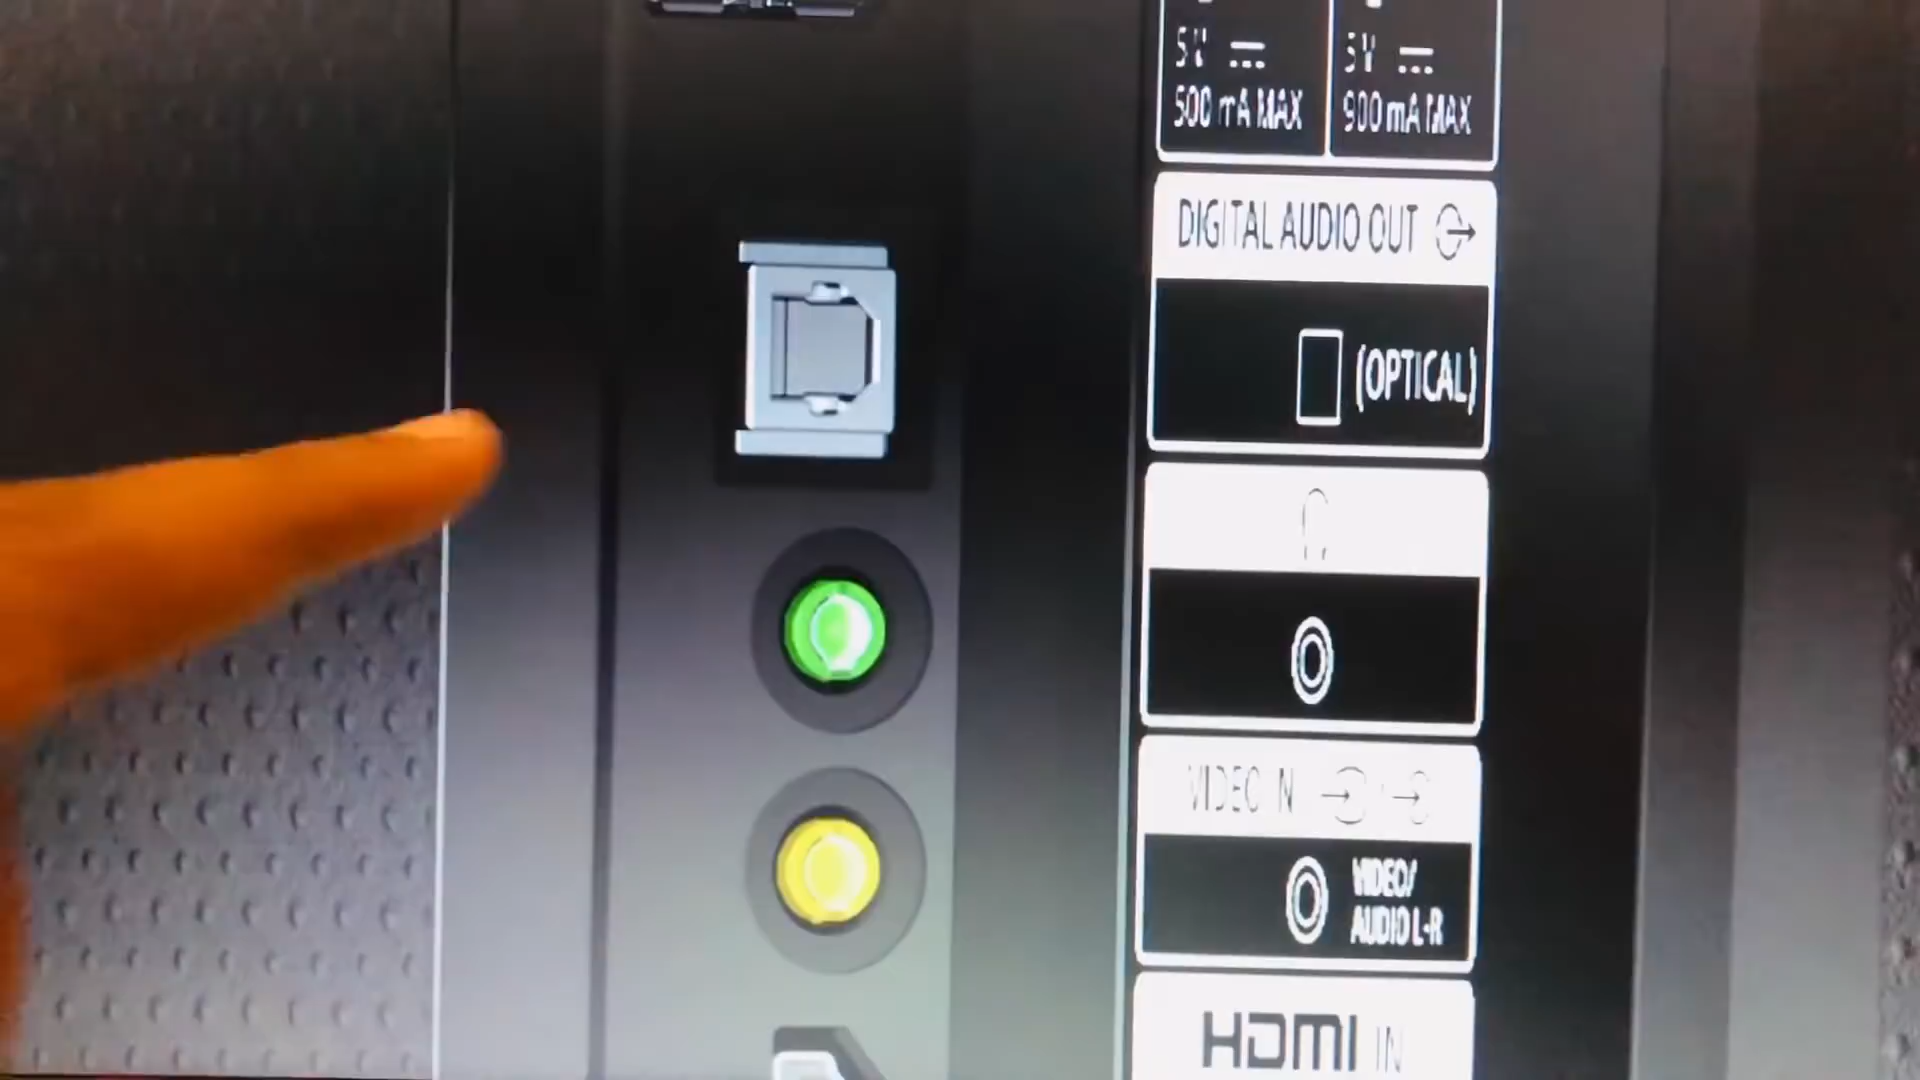 5V
500 mA MAX
5V
900 mA MAX
DIGITAL AUDIO OUT
(OPTICAL)
VIDEO IN
VIDEO/
AUDIO L-R
HDMI IN